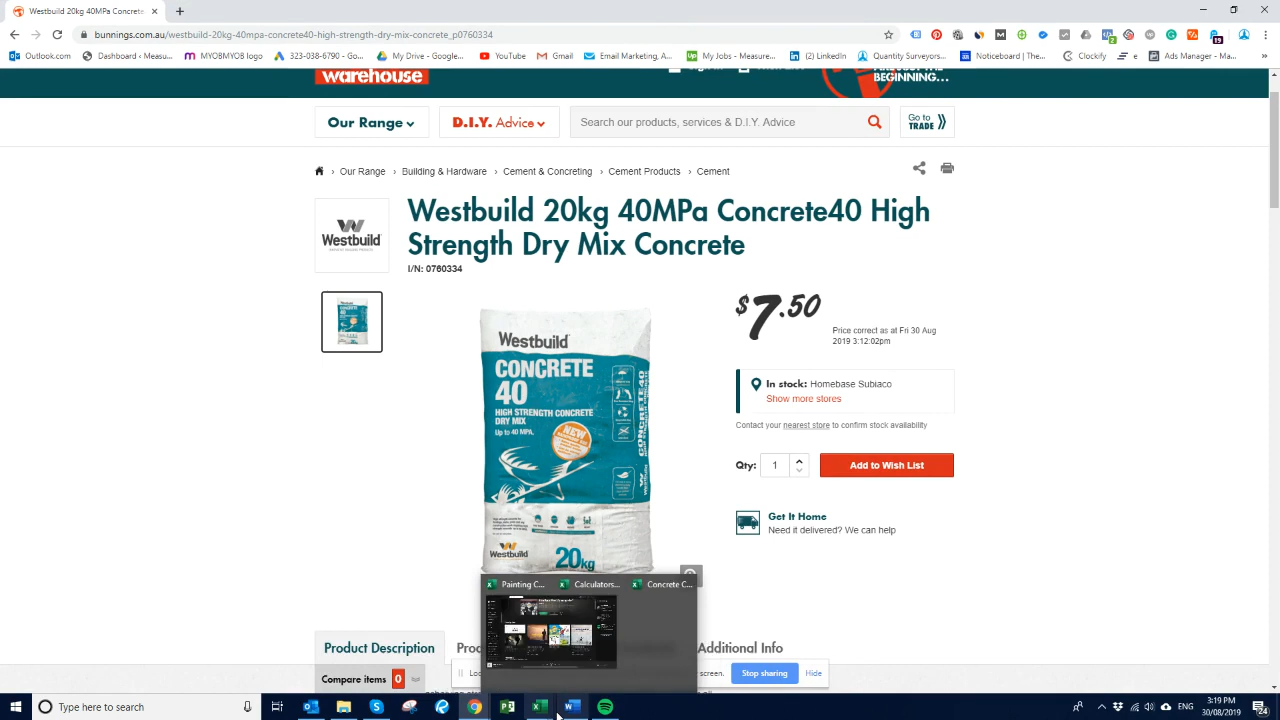 Westbuild 20kg 40MPa Con
bunnings.com.au/westbuild-20kg-40mpa-concrete40-high-strength-dry-mix-concrete_p0760334
Outlook.com
Dashboard ‹ Measu...
MYOBMYOB logo
323-038-6790 - Go...
My Drive - Google...
YouTube
Gmail
Email Marketing, A...
My Jobs - Measure...
(2) LinkedIn
Quantity Surveyors...
Noticeboard | The...
Clockify
Ads Manager - Ma...
warehouse
BEGINNING...
Our Range
D.I.Y. Advice
Search our products, services & D.I.Y. Advice
Go to TRADE
› Our Range › Building & Hardware › Cement & Concreting › Cement Products › Cement
Westbuild
Westbuild 20kg 40MPa Concrete40 High
Strength Dry Mix Concrete
I/N: 0760334
$7.50
Price correct as at Fri 30 Aug
2019 3:12:02pm
Westbuild
CONCRETE
40
HIGH STRENGTH CONCRETE
DRY MIX
Up to 40 MPA.
NEW
CONCRETE40
Westbuild
Westbuild
20kg
In stock: Homebase Subiaco
Show more stores
Contact your nearest store to confirm stock availability
Qty: 1
Add to Wish List
Get It Home
Need it delivered? We can help
Painting C...
Calculators...
Concrete C...
Product Description
Additional Info
Compare items 0
screen.
Stop sharing
Hide
Type here to search
ENG
3:19 PM
30/08/2019
24